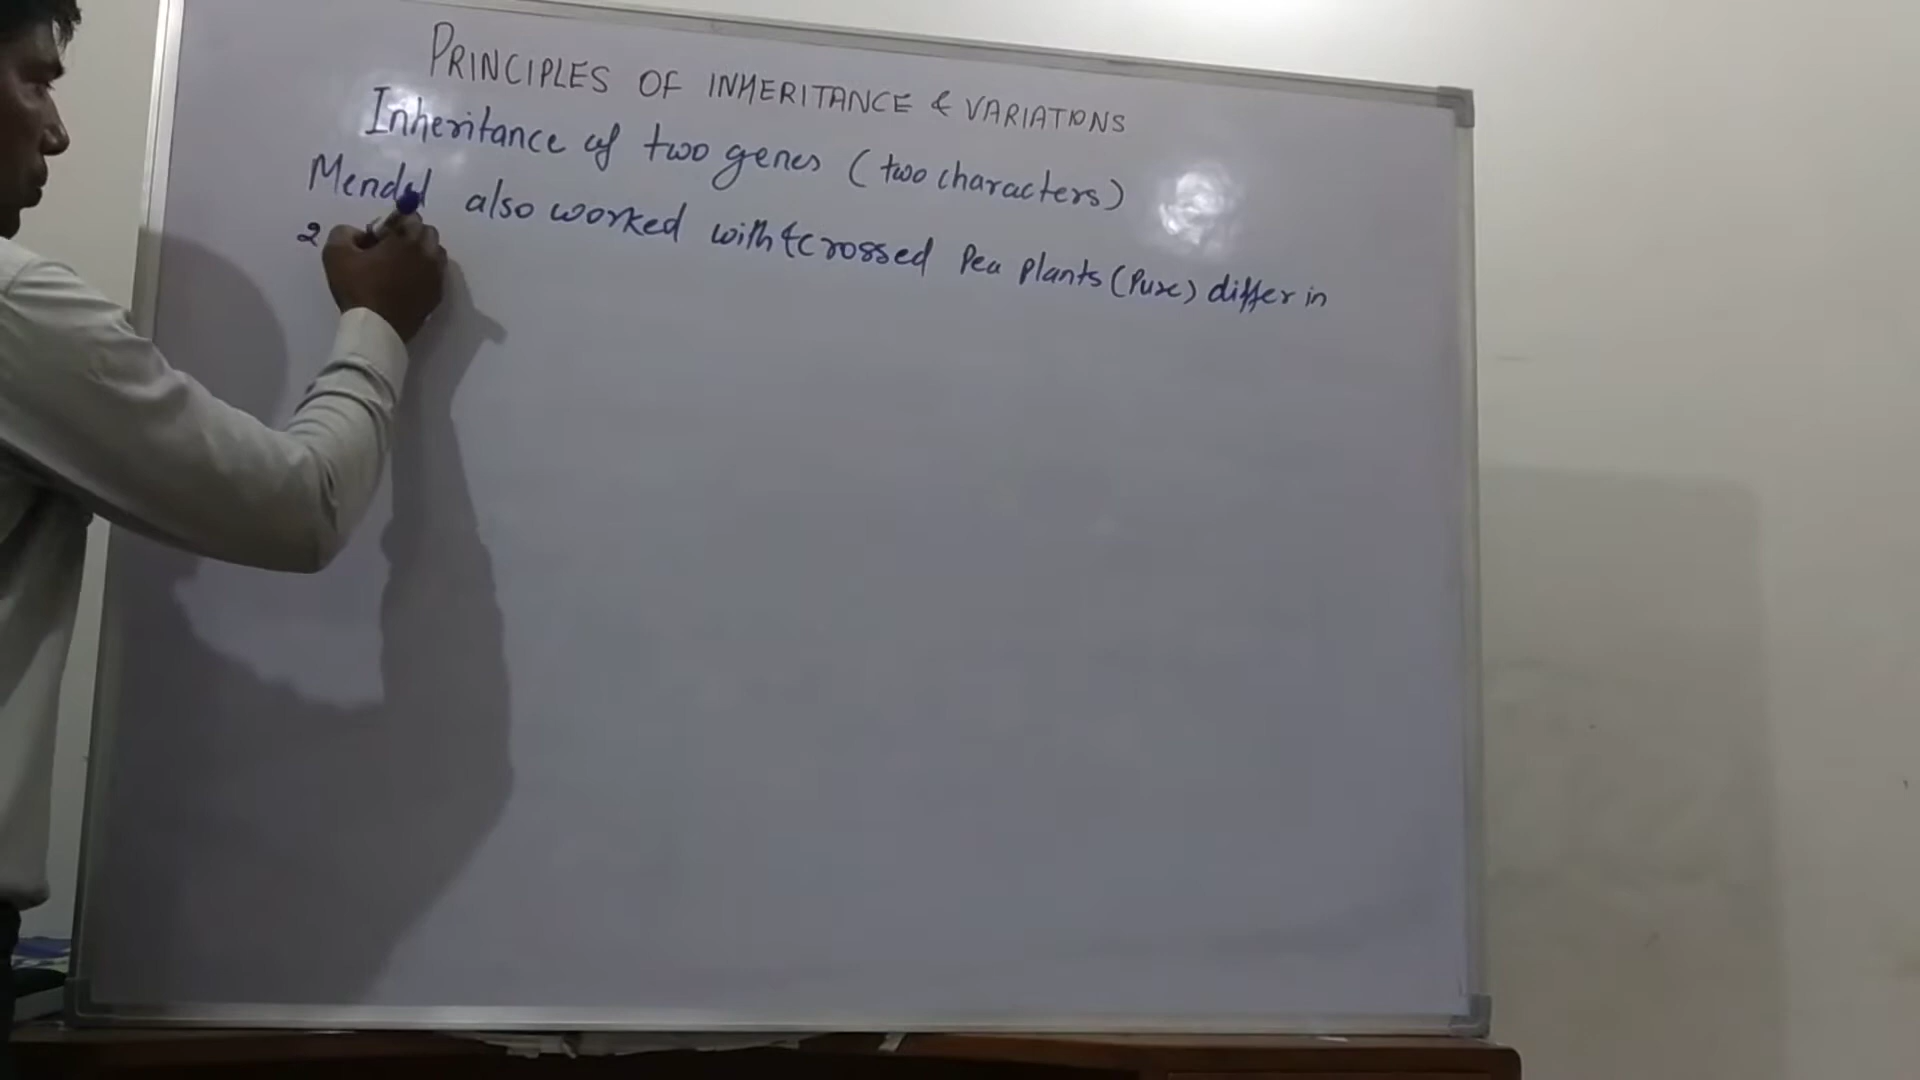 PRINCIPLES OF INHERITANCE & VARIATIONS
Inheritance of two genes (two characters)
Mendel also worked with & crossed Pea plants (Pure) differ in
2